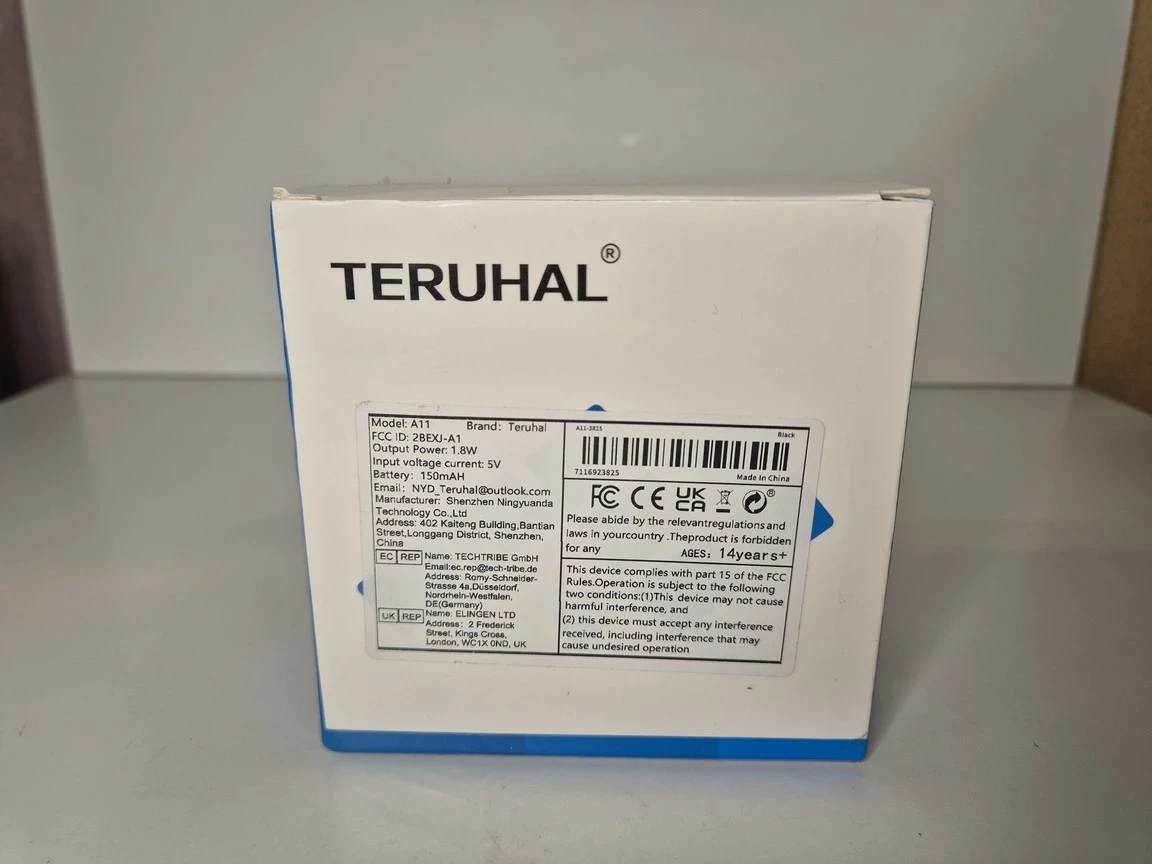 TERUHAL®
Model: A11 Brand: Teruhal
FCC ID: 2BEXJ-A1
Output Power: 1.8W
Input voltage current: 5V
Battery: 150mAH
Email: NYD_Teruhal@outlook.com
Manufacturer: Shenzhen Ningyuanda
Technology Co.,Ltd
Address: 402 Kaiteng Building,Bantian
Street,Longgang District, Shenzhen,
China
EC REP Name: TECHTRIBE GmbH
Email:ec.rep@tech-tribe.de
Address: Romy-Schneider-
Strasse 4a,Düsseldorf,
Nordrhein-Westfalen,
DE(Germany)
UK REP Name: ELINGEN LTD
Address: 2 Frederick
Street, Kings Cross,
London, WC1X 0ND, UK
A11-3825 Black
7116923825 Made In China
FC CE UK
CA ®
Please abide by the relevantregulations and
laws in yourcountry .Theproduct is forbidden
for any AGES: 14years+
This device complies with part 15 of the FCC
Rules.Operation is subject to the following
two conditions:(1)This device may not cause
harmful interference, and
(2) this device must accept any interference
received, including interference that may
cause undesired operation